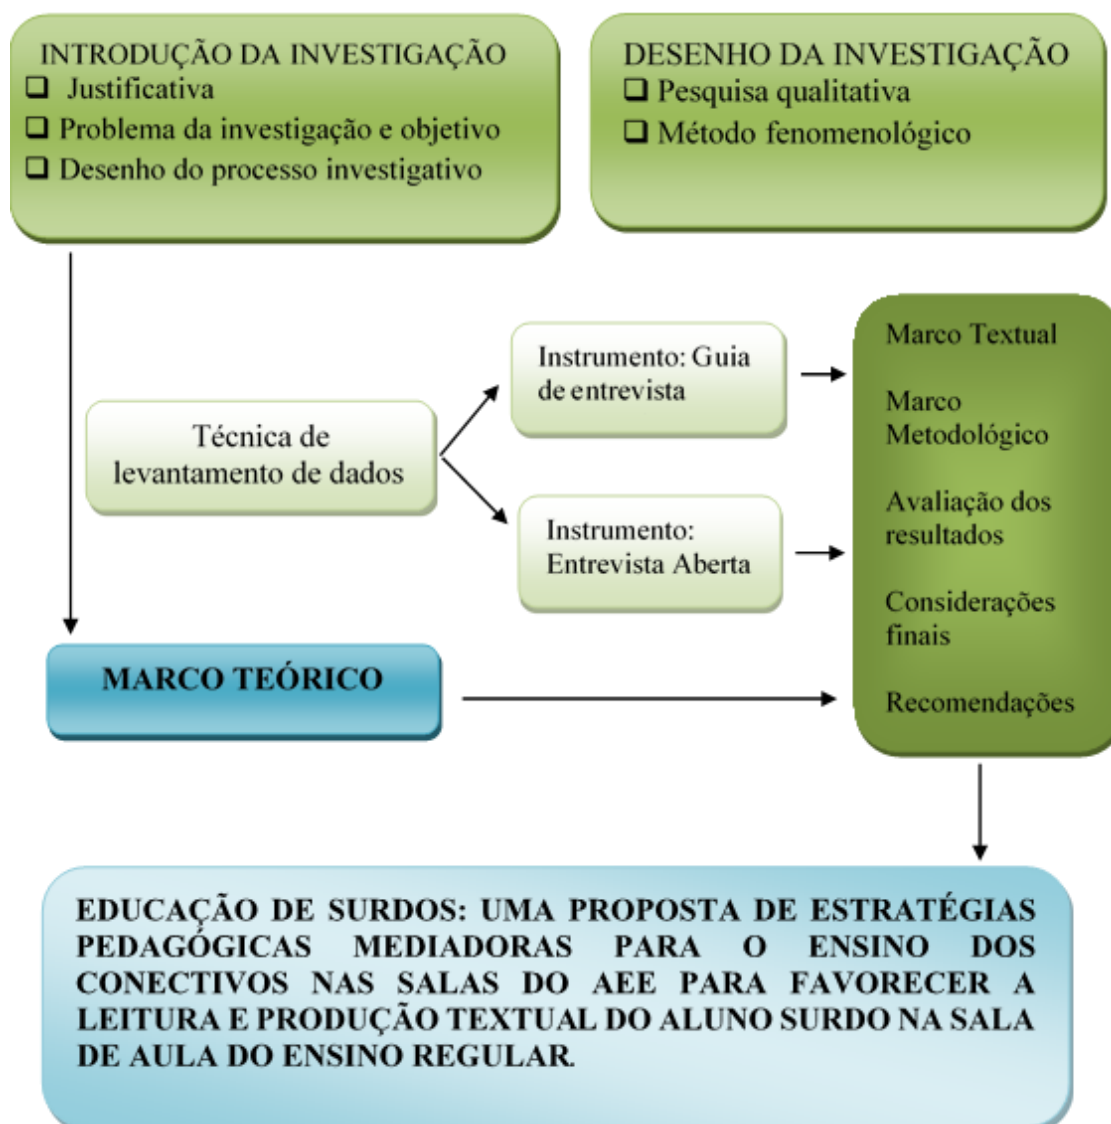 INTRODUÇÃO DA INVESTIGAÇÃO
❑ Justificativa
❑ Problema da investigação e objetivo
❑ Desenho do processo investigativo
DESENHO DA INVESTIGAÇÃO
❑ Pesquisa qualitativa
❑ Método fenomenológico
Técnica de
levantamento de dados
Instrumento: Guia
de entrevista
Instrumento:
Entrevista Aberta
Marco Textual
Marco
Metodológico
Avaliação dos
resultados
Considerações
finais
Recomendações
MARCO TEÓRICO
EDUCAÇÃO DE SURDOS: UMA PROPOSTA DE ESTRATÉGIAS
PEDAGÓGICAS MEDIADORAS PARA O ENSINO DOS
CONECTIVOS NAS SALAS DO AEE PARA FAVORECER A
LEITURA E PRODUÇÃO TEXTUAL DO ALUNO SURDO NA SALA
DE AULA DO ENSINO REGULAR.